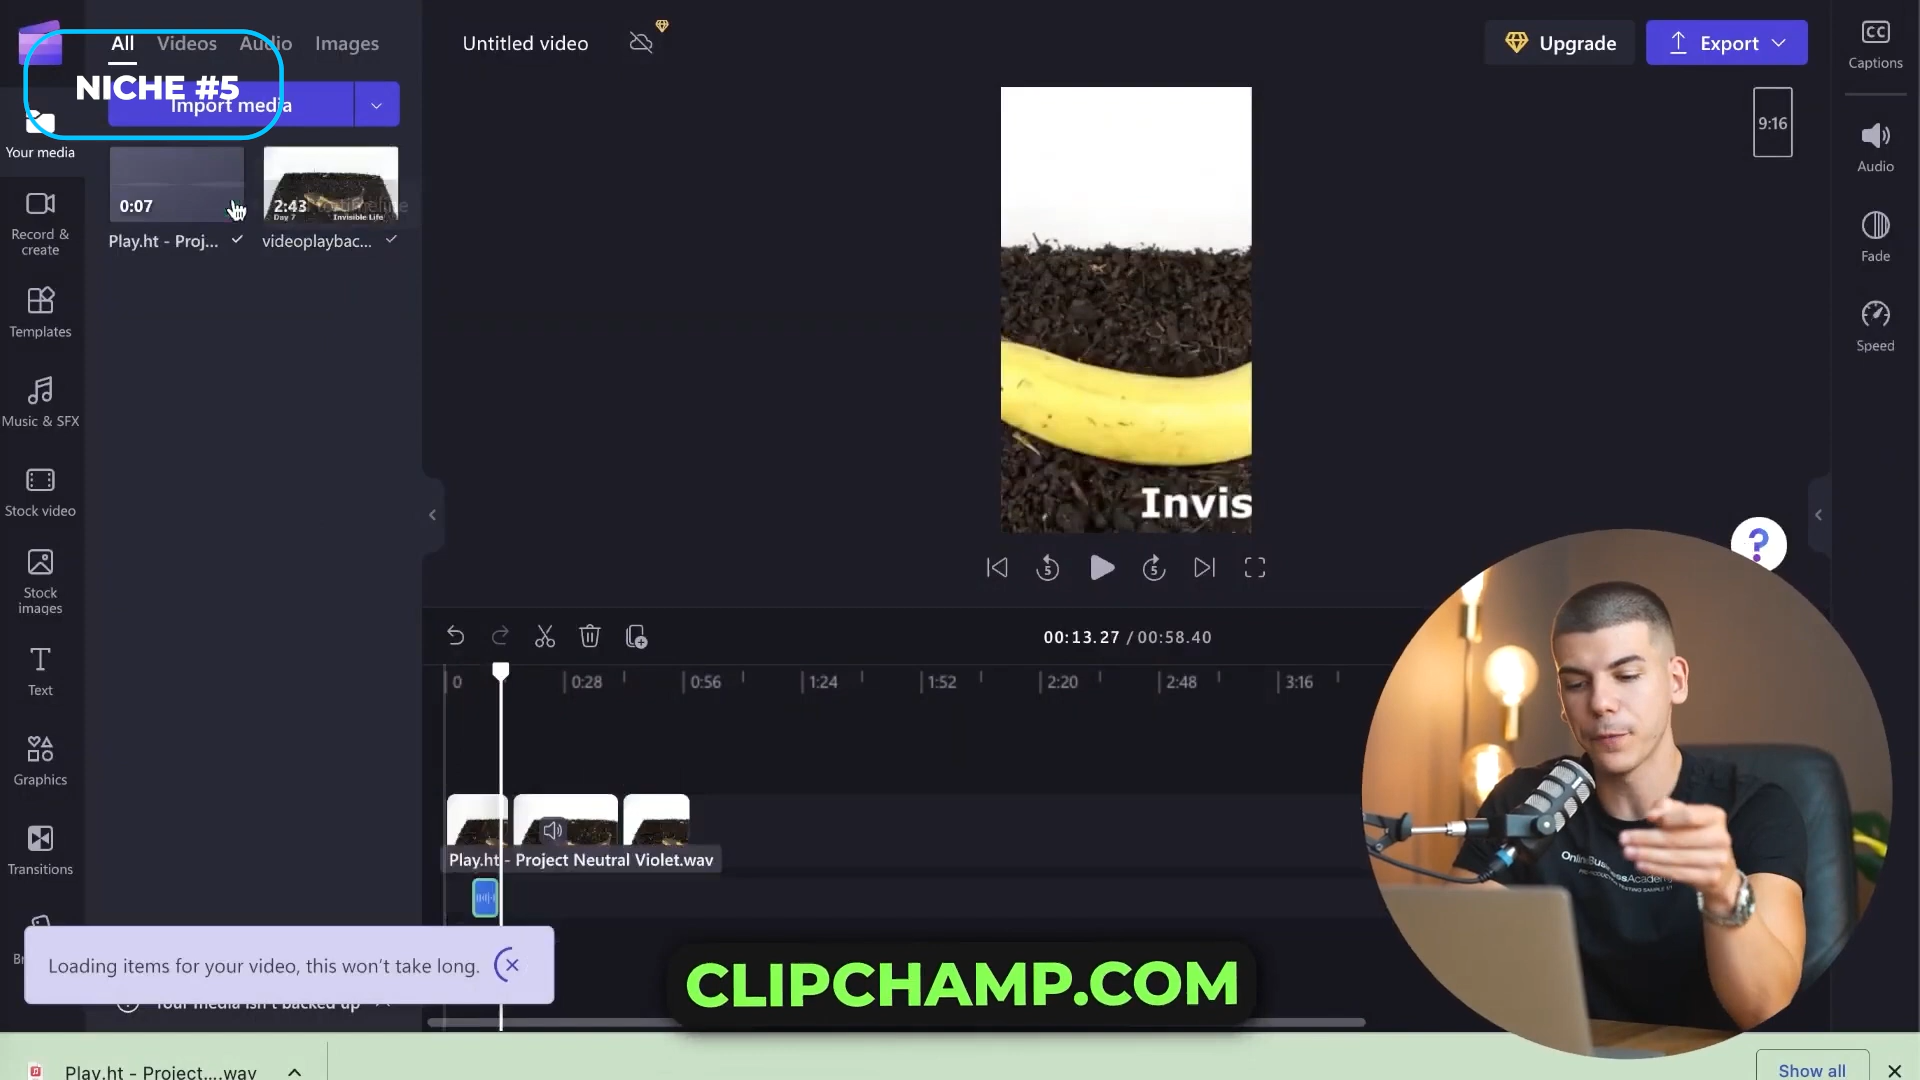 All
Videos
Audio
Images
NICHE #5
Import media
Untitled video
Upgrade
Export
Captions
9:16
Your media
0:07
2:43
Day 7
Invisible Life
Play.ht - Proj...
videoplaybac...
Record &
create
Audio
Fade
Templates
Speed
Music & SFX
Invis
Stock video
Stock
images
00:13.27 / 00:58.40
Text
0
0:28
0:56
1:24
1:52
2:20
2:48
3:16
Graphics
Transitions
Play.ht - Project Neutral Violet.wav
Loading items for your video, this won't take long.
Your media isn't backed up
CLIPCHAMP.COM
Play.ht - Project....wav
Show all